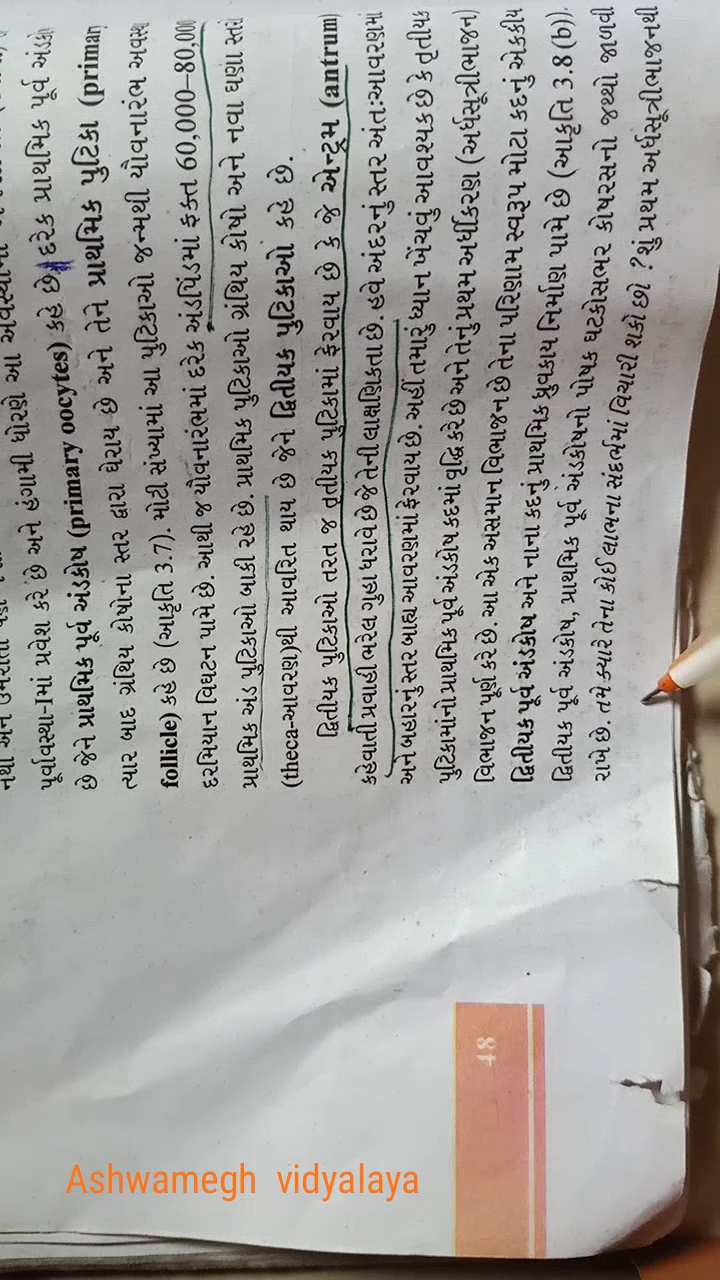 પૂર્વાવસ્થા-Iમાં પ્રવેશ કરે છે અને હંગામી ધોરણે આ અવસ્થામાં
છે જેને પ્રાથમિક પૂર્વ અંડકોષ (primary oocytes) કહે છે. દરેક પ્રાથમિક પૂર્વ અંડકો
ત્યાર બાદ ગ્રંથિય કોષોના સ્તર દ્વારા ઘેરાય છે અને તેને પ્રાથમિક પુટિકા (primary
follicle) કહે છે (આકૃતિ 3.7). મોટી સંખ્યામાં આ પુટિકાઓ જન્મથી યૌવનારંભ અવસ્થ
દરમિયાન વિઘટન પામે છે. આથી જ યૌવનારંભમાં દરેક અંડપિંડમાં ફક્ત 60,000–80,000
પ્રાથમિક અંડ પુટિકાઓ બાકી રહે છે. પ્રાથમિક પુટિકાઓ ગ્રંથિય કોષો અને નવા ઘણા સ્તરો
(theca-આવરણ)થી આવરિત થાય છે જેને દ્વિતીયક પુટિકાઓ કહે છે.
દ્વિતીયક પુટિકાઓ તરત જ તૃતીયક પુટિકામાં ફેરવાય છે કે જે એન્ટ્રમ (antrum)
કહેવાતી પ્રવાહી ભરેલ ગુહા ધરાવે છે જે તેની લાક્ષણિકતા છે. હવે અંદરનું સ્તર અંતઃઆવરણમાં
અને બહારનું સ્તર બાહ્ય આવરણમાં ફેરવાય છે. અહીં તમારું ધ્યાન ખેંચવું આવશ્યક છે કે તૃતીયક
પુટિકામાંનો પ્રાથમિક પૂર્વ અંડકોષ કદમાં વૃદ્ધિ કરે છે અને તેનું પ્રથમ અર્ધીકરણ (અર્ધસૂત્રીભાજન)
વિભાજન પૂર્ણ કરે છે. આ એક અસમાન વિભાજન છે તેના પરિણામ સ્વરૂપ મોટા કદનું એકકીય
દ્વિતીયક પૂર્વ અંડકોષ અને નાના કદનું પ્રાથમિક ધ્રુવકાય નિર્માણ પામે છે (આકૃતિ 3.8 (b)).
દ્વિતીયક પૂર્વ અંડકોષ, પ્રાથમિક પૂર્વ અંડકોષનો પોષક ઘટકોસભર કોષરસનો જથ્થો જાળવી
રાખે છે. તમે ક્યારે તેના કોઈ લાભના સંદર્ભમાં વિચારી શકો છો ? શું પ્રથમ અર્ધસૂત્રીભાજનથી
48
Ashwamegh vidyalaya